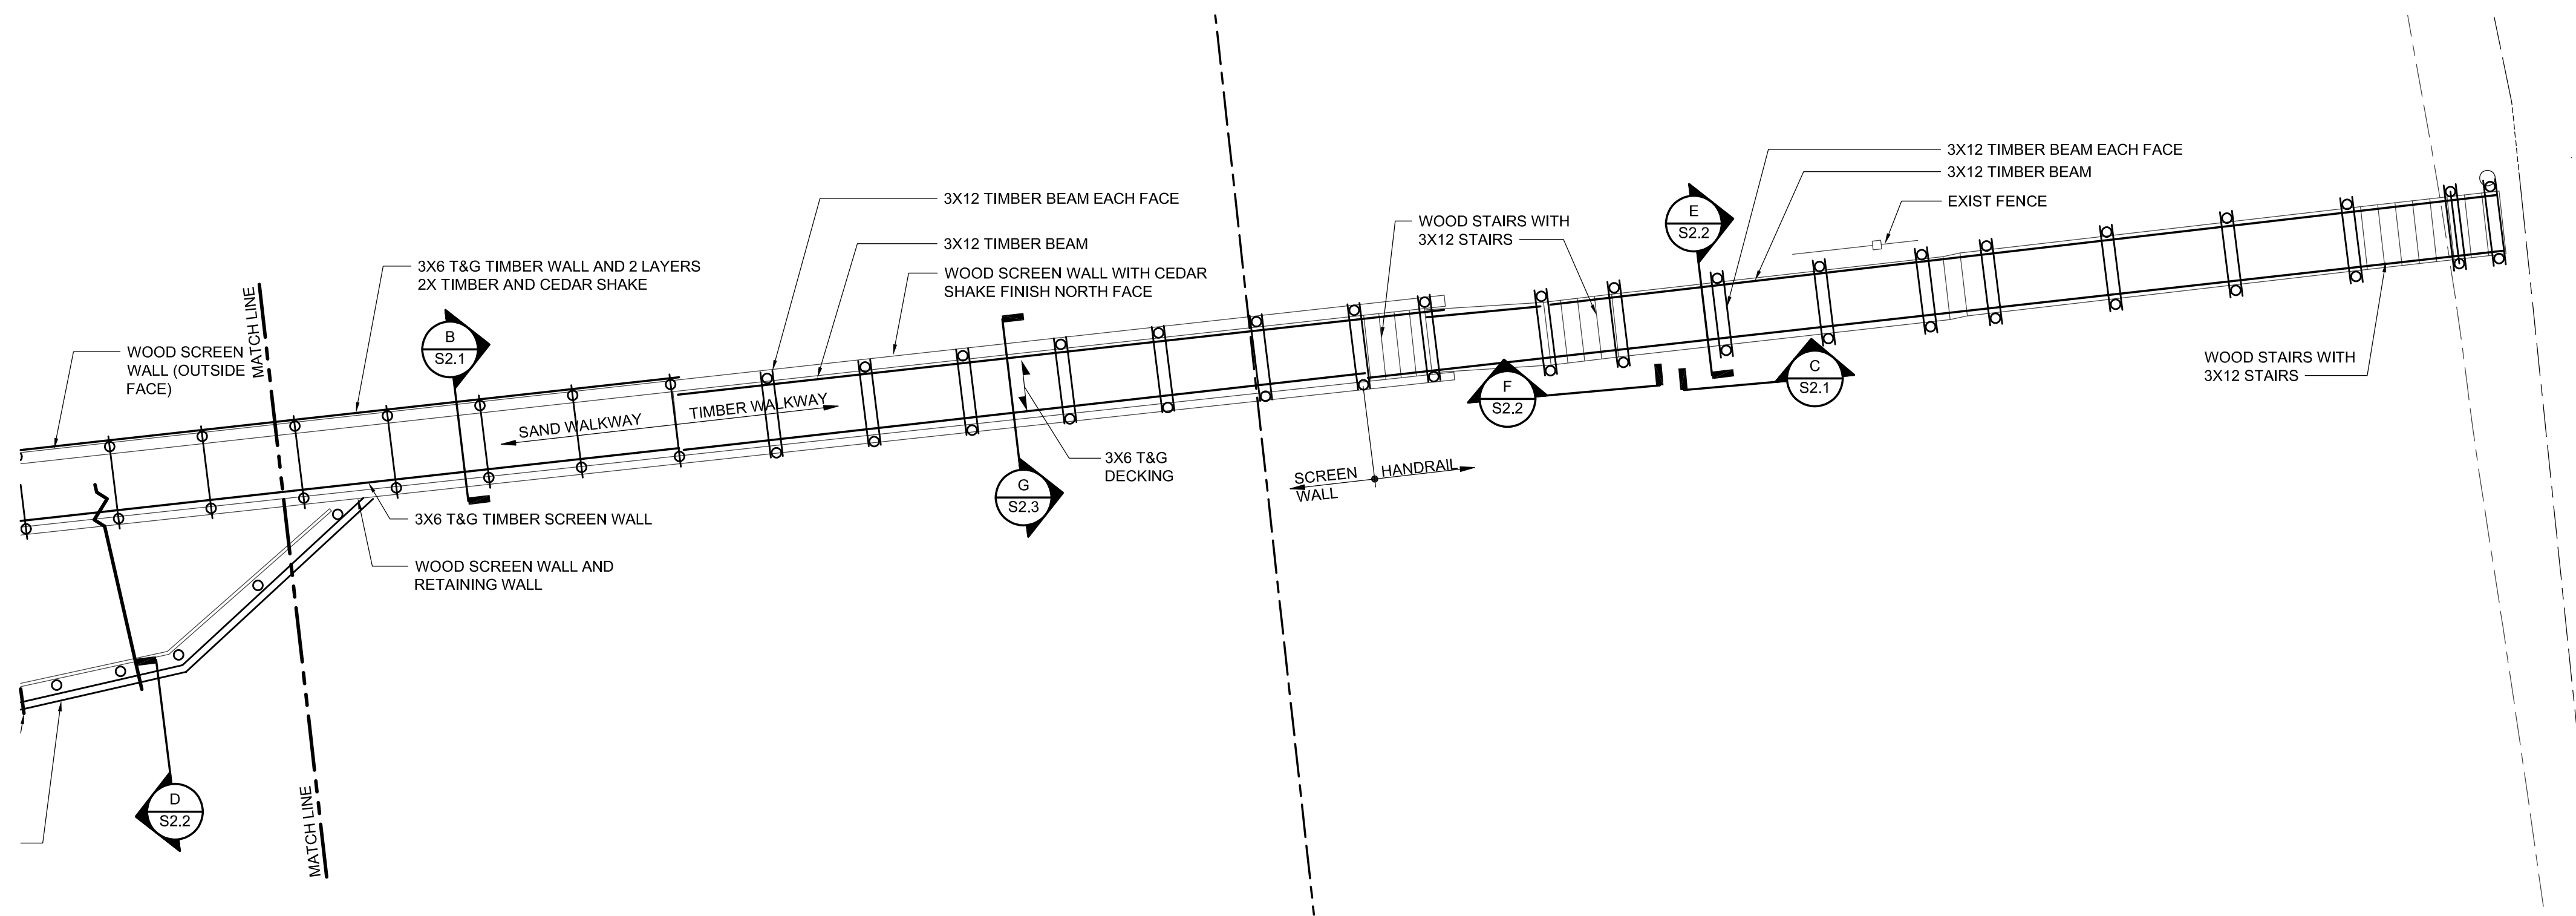 WOOD SCREEN
WALL (OUTSIDE
FACE)
MATCH LINE
3X6 T&G TIMBER WALL AND 2 LAYERS
2X TIMBER AND CEDAR SHAKE
B
S2.1
SAND WALKWAY
TIMBER WALKWAY
3X12 TIMBER BEAM EACH FACE
3X12 TIMBER BEAM
WOOD SCREEN WALL WITH CEDAR
SHAKE FINISH NORTH FACE
3X6 T&G TIMBER SCREEN WALL
WOOD SCREEN WALL AND
RETAINING WALL
D
S2.2
MATCH LINE
G
S2.3
3X6 T&G
DECKING
SCREEN
WALL
HANDRAIL
WOOD STAIRS WITH
3X12 STAIRS
F
S2.2
E
S2.2
C
S2.1
3X12 TIMBER BEAM EACH FACE
3X12 TIMBER BEAM
EXIST FENCE
WOOD STAIRS WITH
3X12 STAIRS